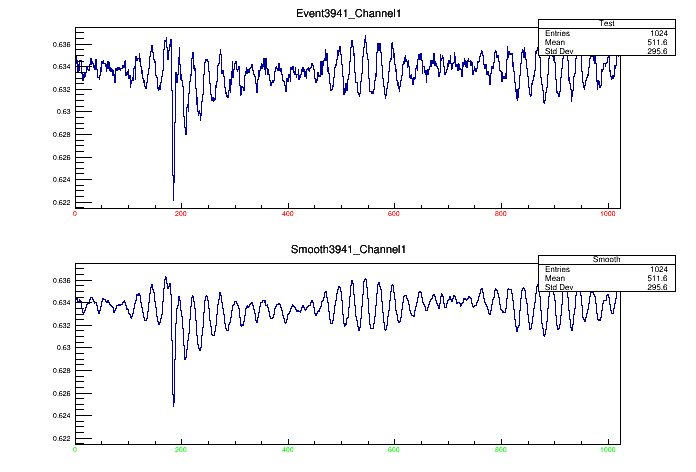 Event3941_Channel1
Test
Entries 1024
Mean 511.6
Std Dev 295.6
0.636
0.634
0.632
0.63
0.628
0.626
0.624
0.622
0 200 400 600 800 1000
Smooth3941_Channel1
Smooth
Entries 1024
Mean 511.6
Std Dev 295.6
0.636
0.634
0.632
0.63
0.628
0.626
0.624
0.622
0 200 400 600 800 1000